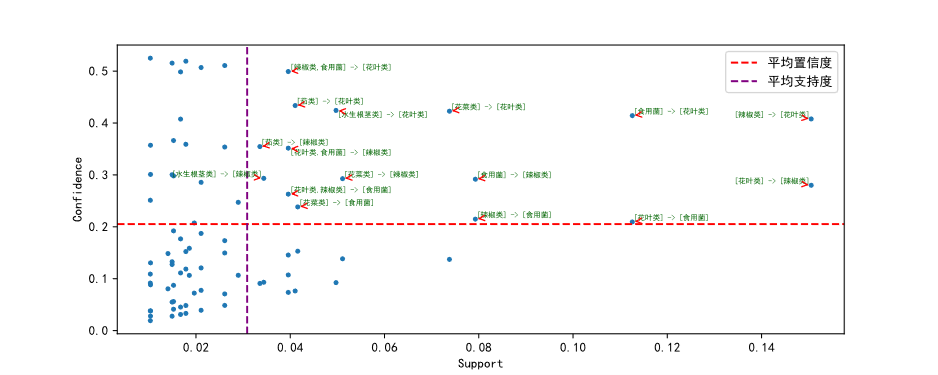 平均置信度
平均支持度
[辣椒类,食用菌] -> [花叶类]
[茄类] -> [花叶类]
[水生根茎类] -> [花叶类]
[花菜类] -> [花叶类]
[食用菌] -> [花叶类]
[辣椒类] -> [花叶类]
[茄类] -> [辣椒类]
[花叶类,食用菌] -> [辣椒类]
[水生根茎类] -> [辣椒类]
[花菜类] -> [辣椒类]
[食用菌] -> [辣椒类]
[花叶类] -> [辣椒类]
[花叶类,辣椒类] -> [食用菌]
[花菜类] -> [食用菌]
[辣椒类] -> [食用菌]
[花叶类] -> [食用菌]
Confidence
0.5
0.4
0.3
0.2
0.1
0.0
0.02 0.04 0.06 0.08 0.10 0.12 0.14
Support